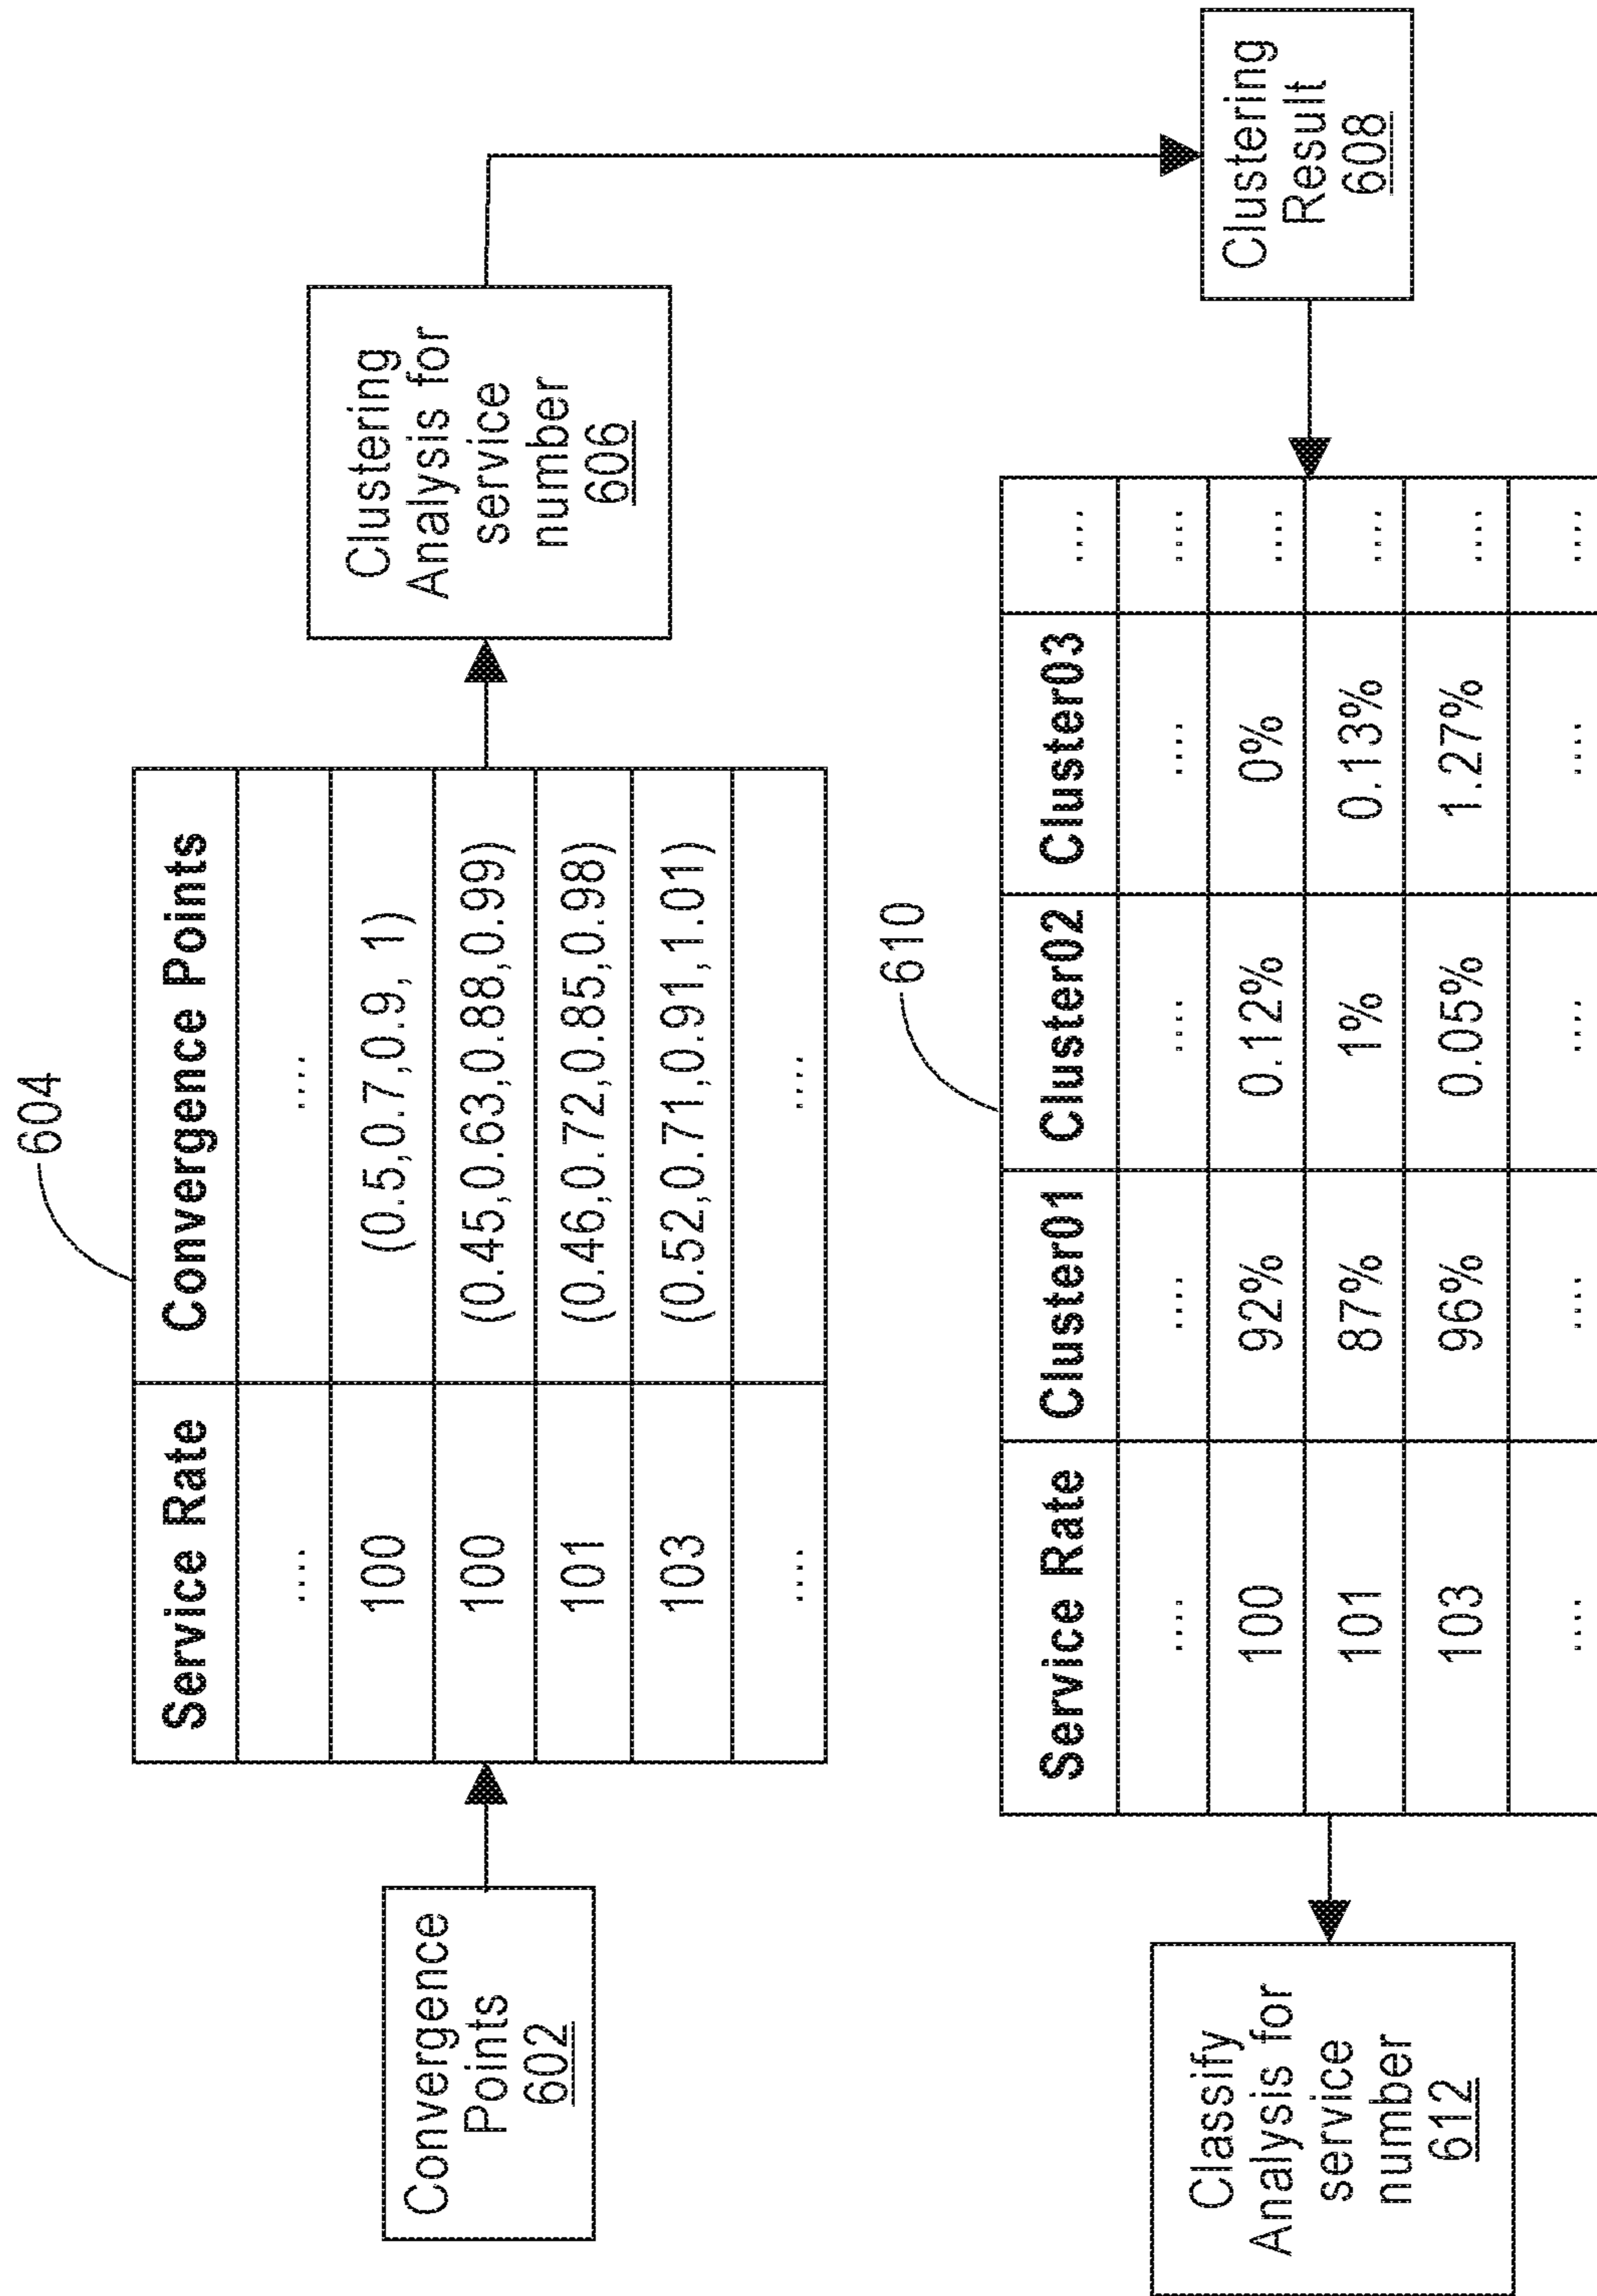 604
Convergence
Points
602
Service Rate Convergence Points
.... ....
100 (0.5,0.7,0.9, 1)
100 (0.45,0.63,0.88,0.99)
101 (0.46,0.72,0.85,0.98)
103 (0.52,0.71,0.91,1.01)
.... ....
Clustering
Analysis for
service
number
606
Clustering
Result
608
610
Service Rate Cluster01 Cluster02 Cluster03 ....
.... .... .... .... ....
100 92% 0.12% 0% ....
101 87% 1% 0.13% ....
103 96% 0.05% 1.27% ....
.... .... .... .... ....
Classify
Analysis for
service
number
612